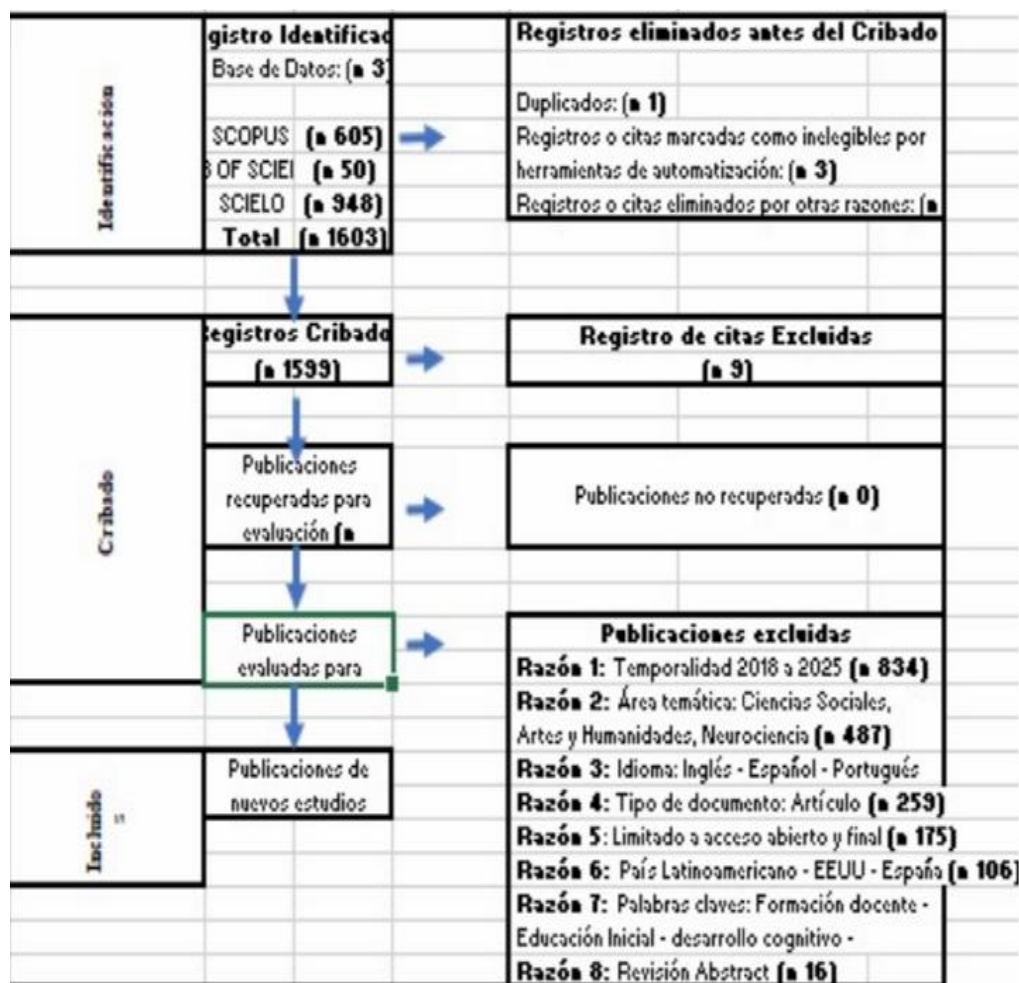 Identificación
gistro Identificad
Base de Datos: (n 3)
SCOPUS (n 605)
B OF SCIEI (n 50)
SCIELO (n 948)
Total (n 1603)
Registros eliminados antes del Cribado
Duplicados: (n 1)
Registros o citas marcadas como inelegibles por
herramientas de automatización: (n 3)
Registros o citas eliminados por otras razones: (n
Cribado
Registros Cribado
(n 1599)
Registro de citas Excluidas
(n 9)
Publicaciones
recuperadas para
evaluación (n
Publicaciones no recuperadas (n 0)
Publicaciones
evaluadas para
Publicaciones excluidas
Razón 1: Temporalidad 2018 a 2025 (n 834)
Razón 2: Área temática: Ciencias Sociales,
Artes y Humanidades, Neurociencia (n 487)
Razón 3: Idioma: Inglés - Español - Portugués
Razón 4: Tipo de documento: Artículo (n 259)
Razón 5: Limitado a acceso abierto y final (n 175)
Razón 6: País Latinoamericano - EEUU - España (n 106)
Razón 7: Palabras claves: Formación docente -
Educación Inicial - desarrollo cognitivo -
Razón 8: Revisión Abstract (n 16)
Incluido
s
Publicaciones de
nuevos estudios